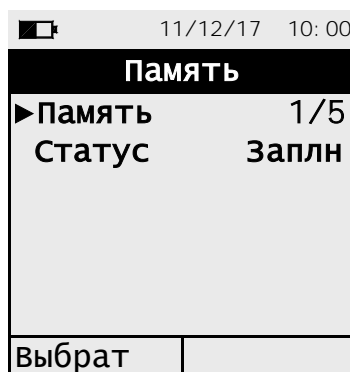 11/12/17 10:00
Память
►Память 1/5
Статус Заплн
Выбрат